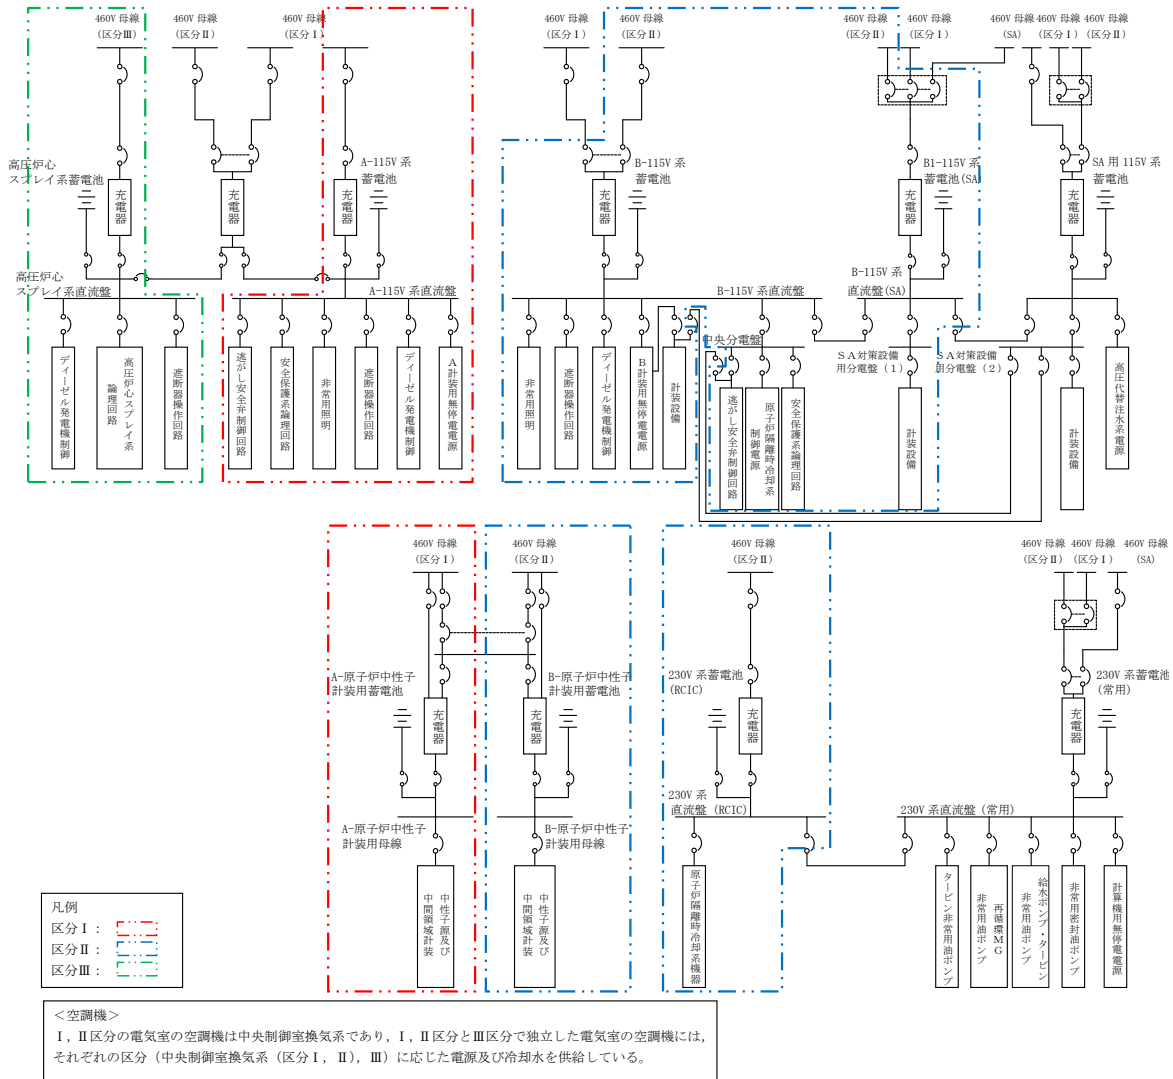 460V 母線
(区分Ⅲ)
460V 母線
(区分Ⅱ)
460V 母線
(区分Ⅰ)
460V 母線
(区分Ⅰ)
460V 母線
(区分Ⅱ)
460V 母線
(区分Ⅱ)
460V 母線
(区分Ⅰ)
460V 母線
(SA)
460V 母線
(区分Ⅰ)
460V 母線
(区分Ⅱ)
高圧炉心
スプレイ系蓄電池
充電器
充電器
A-115V 系
蓄電池
充電器
B-115V 系
蓄電池
充電器
B1-115V 系
蓄電池(SA)
充電器
SA 用 115V 系
蓄電池
充電器
高圧炉心
スプレイ系直流盤
A-115V 系直流盤
B-115V 系直流盤
B-115V 系
直流盤(SA)
中央分電盤
SA対策設備
用分電盤(1)
SA対策設備
用分電盤(2)
ディーゼル発電機制御
高圧炉心スプレイ系
論理回路
遮断器操作回路
逃がし安全弁制御回路
安全保護系論理回路
非常用照明
遮断器操作回路
ディーゼル発電機制御
A計装用無停電電源
非常用照明
遮断器操作回路
ディーゼル発電機制御
B計装用無停電電源
計装設備
逃がし安全弁制御回路
原子炉隔離時冷却系
制御電源
安全保護系論理回路
計装設備
計装設備
高圧代替注水系電源
460V 母線
(区分Ⅰ)
460V 母線
(区分Ⅱ)
460V 母線
(区分Ⅱ)
460V 母線
(区分Ⅱ)
460V 母線
(区分Ⅰ)
460V 母線
(SA)
A-原子炉中性子
計装用蓄電池
充電器
B-原子炉中性子
計装用蓄電池
充電器
230V 系蓄電池
(RCIC)
充電器
230V 系蓄電池
(常用)
充電器
A-原子炉中性子
計装用母線
B-原子炉中性子
計装用母線
230V 系
直流盤 (RCIC)
230V 系直流盤 (常用)
中性子源及び
中間領域計装
中性子源及び
中間領域計装
原子炉隔離時冷却系機器
タービン非常用油ポンプ
再循環MG
非常用油ポンプ
給水ポンプ・タービン
非常用油ポンプ
非常用密封油ポンプ
計算機用無停電電源
凡例
区分Ⅰ:
区分Ⅱ:
区分Ⅲ:
<空調機>
Ⅰ,Ⅱ区分の電気室の空調機は中央制御室換気系であり,Ⅰ,Ⅱ区分とⅢ区分で独立した電気室の空調機には,
それぞれの区分(中央制御室換気系(区分Ⅰ,Ⅱ),Ⅲ)に応じた電源及び冷却水を供給している。